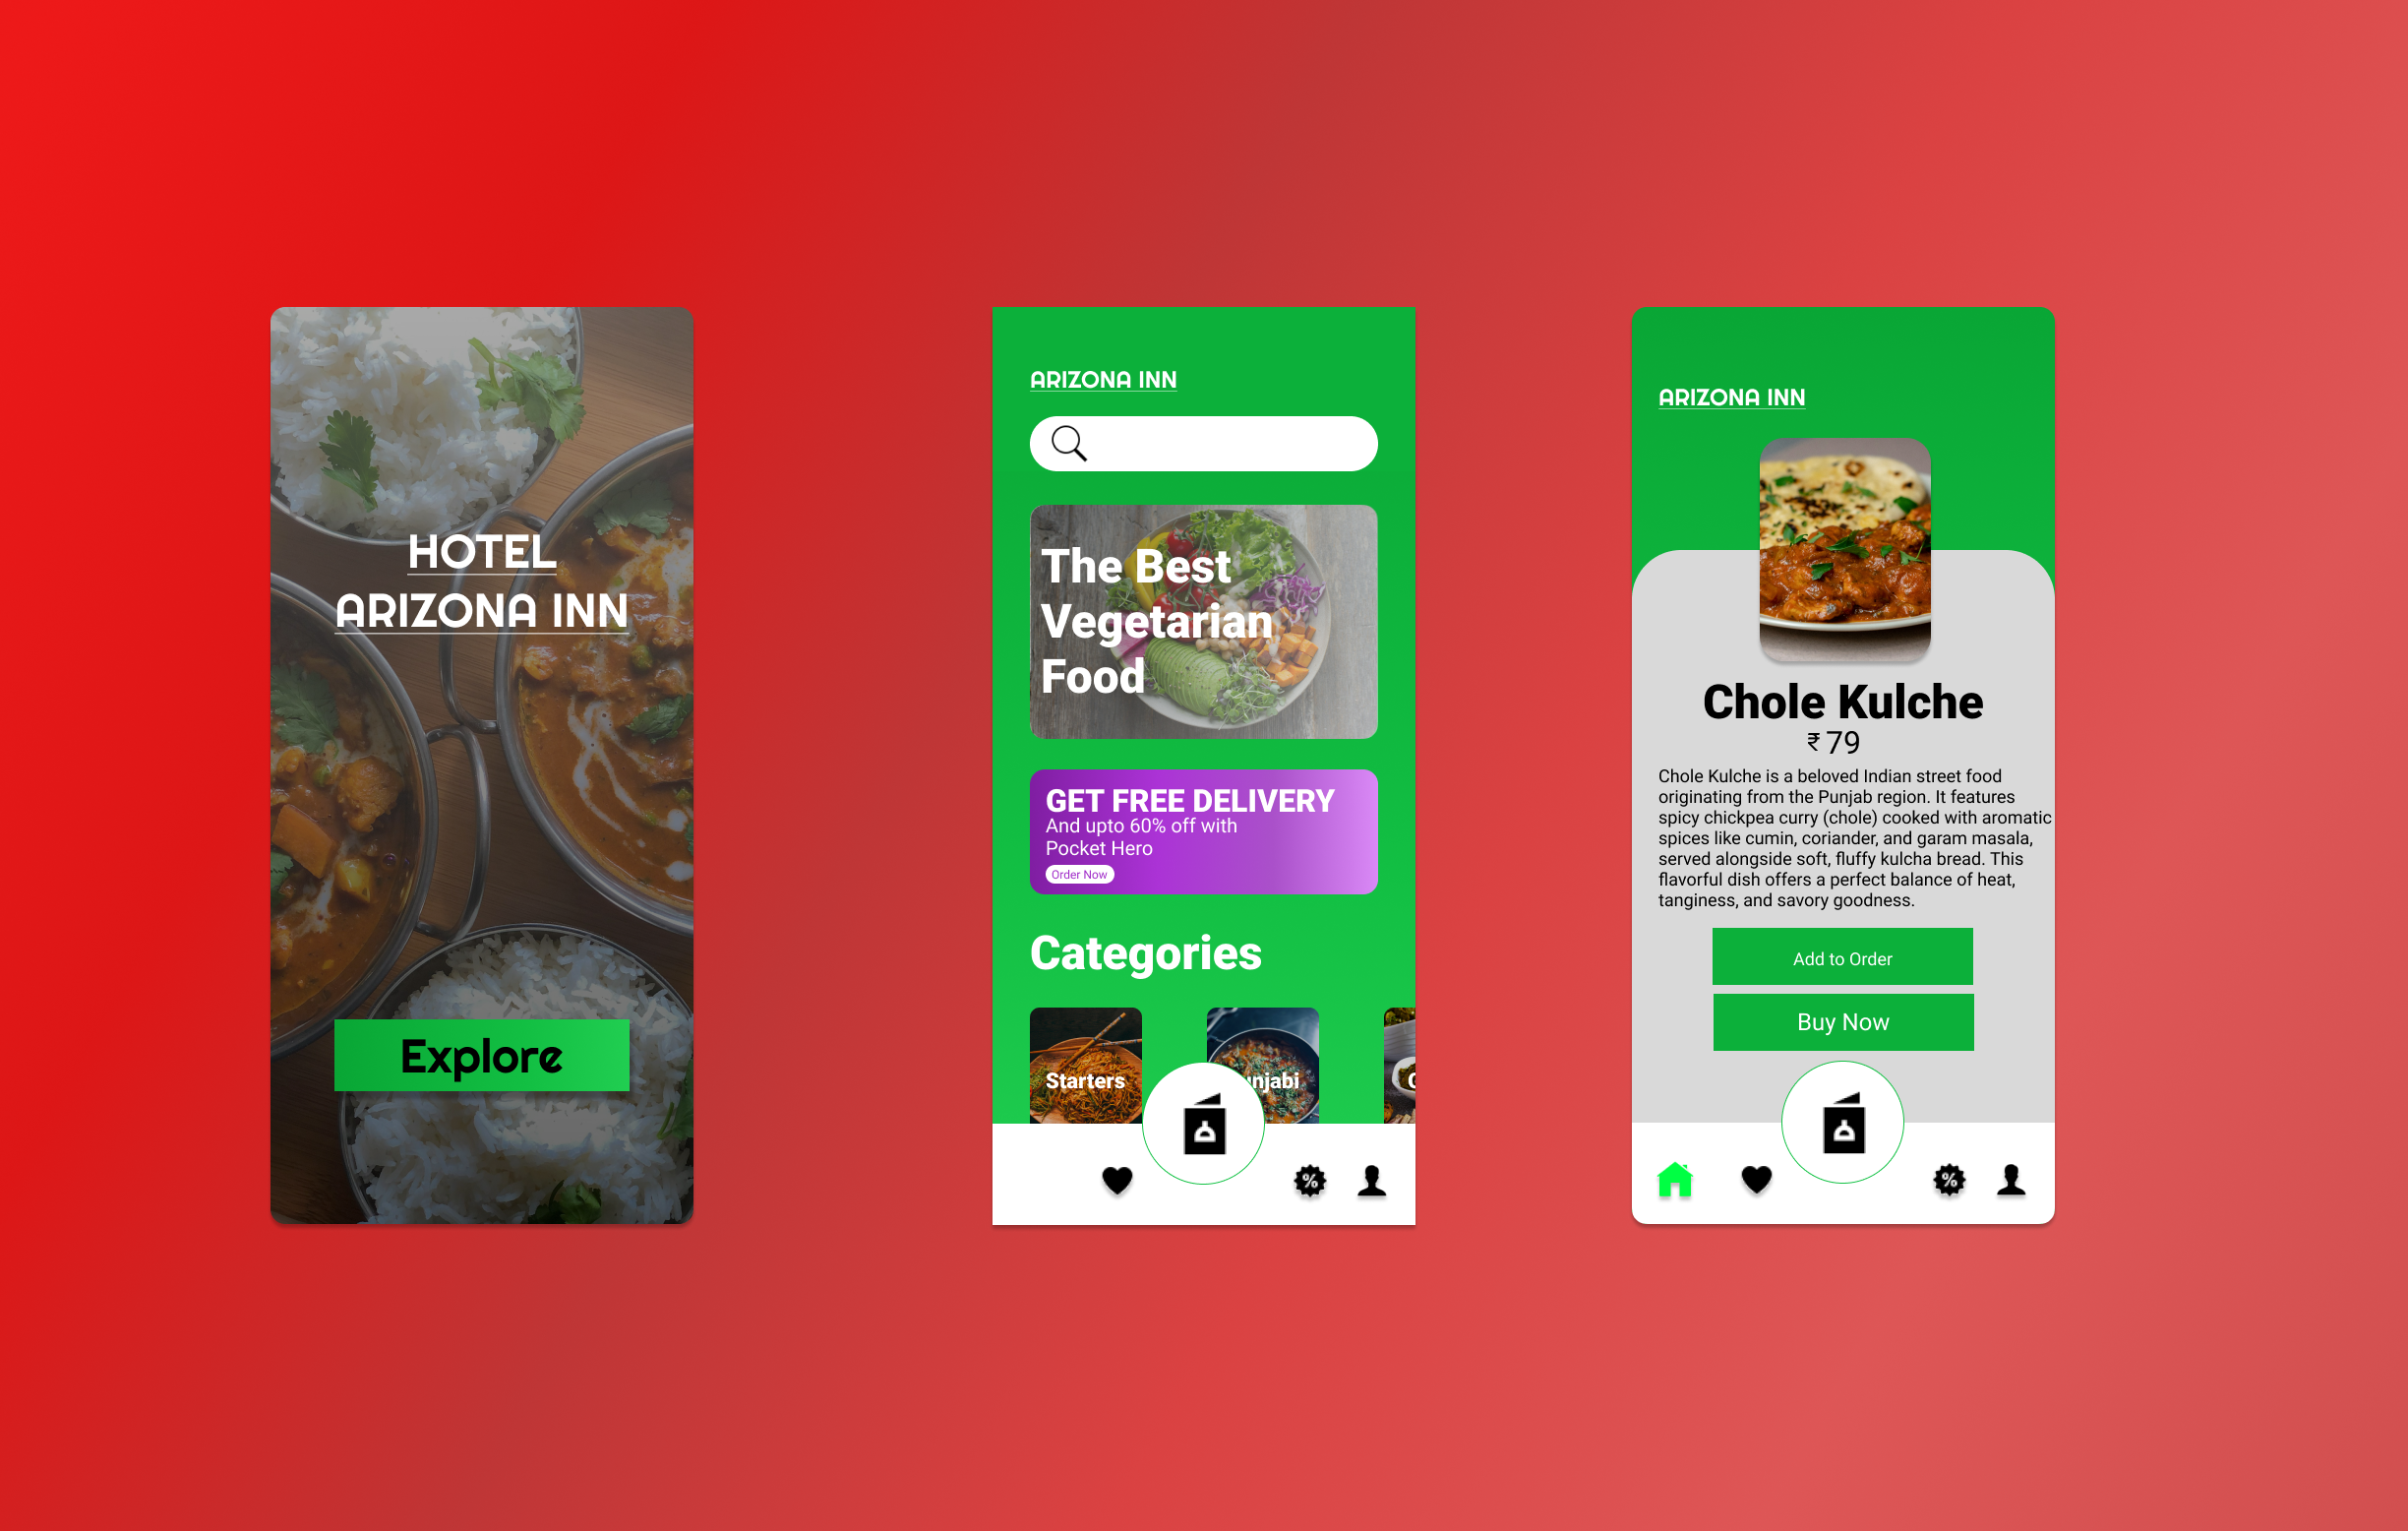 HOTEL
ARIZONA INN
Explore
ARIZONA INN
The Best
Vegetarian
Food
GET FREE DELIVERY
And upto 60% off with
Pocket Hero
Order Now
Categories
Starters
njabi
%
ARIZONA INN
Chole Kulche
₹ 79
Chole Kulche is a beloved Indian street food
originating from the Punjab region. It features
spicy chickpea curry (chole) cooked with aromatic
spices like cumin, coriander, and garam masala,
served alongside soft, fluffy kulcha bread. This
flavorful dish offers a perfect balance of heat,
tanginess, and savory goodness.
Add to Order
Buy Now
%